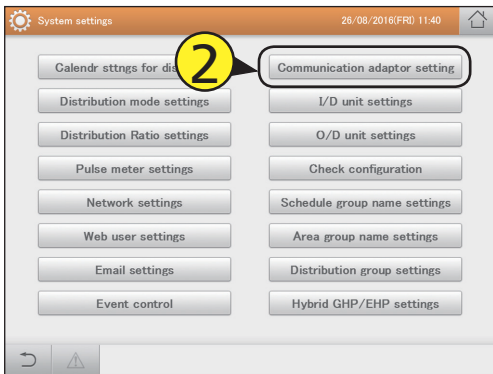 System settings
26/08/2016(FRI) 11:40
Calendr sttngs for
2
Communication adaptor setting
Distribution mode settings
I/D unit settings
Distribution Ratio settings
O/D unit settings
Pulse meter settings
Check configuration
Network settings
Schedule group name settings
Web user settings
Area group name settings
Email settings
Distribution group settings
Event control
Hybrid GHP/EHP settings